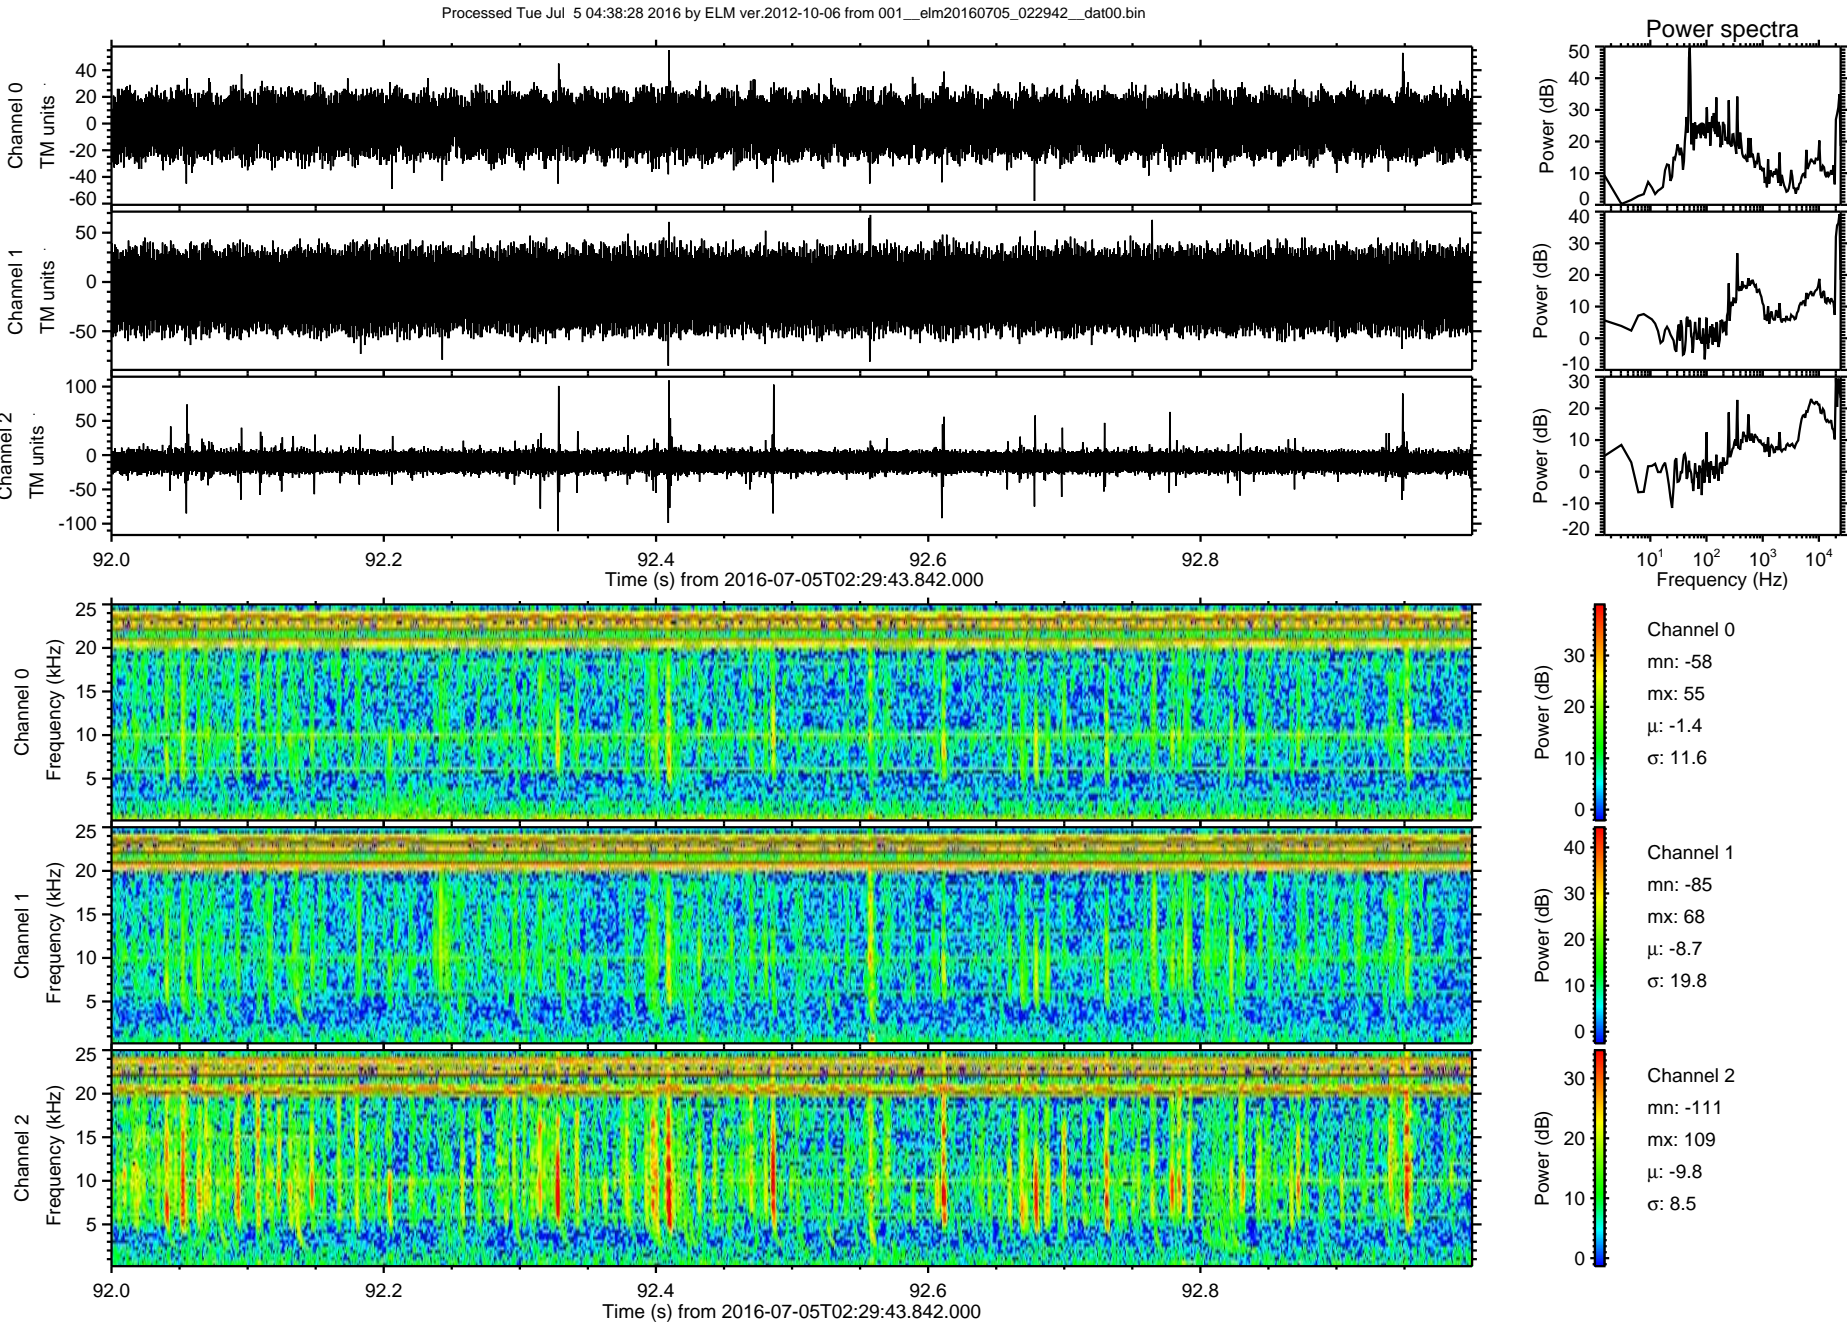 Processed Tue Jul 5 04:38:28 2016 by ELM ver.2012-10-06 from 001__elm20160705_022942__dat00.bin
Power spectra
Channel 0
TM units
40
20
0
-20
-40
-60
Power (dB)
50
40
30
20
10
0
Channel 1
TM units
50
0
-50
Power (dB)
40
30
20
10
0
-10
Channel 2
TM units
100
50
0
-50
-100
Power (dB)
30
20
10
0
-10
-20
92.0 92.2 92.4 92.6 92.8
Time (s) from 2016-07-05T02:29:43.842.000
10¹ 10² 10³ 10⁴
Frequency (Hz)
Channel 0
Frequency (kHz)
25
20
15
10
5
Power (dB)
30
20
10
0
Channel 0
mn: -58
mx: 55
μ: -1.4
σ: 11.6
Channel 1
Frequency (kHz)
25
20
15
10
5
Power (dB)
40
30
20
10
0
Channel 1
mn: -85
mx: 68
μ: -8.7
σ: 19.8
Channel 2
Frequency (kHz)
25
20
15
10
5
Power (dB)
30
20
10
0
Channel 2
mn: -111
mx: 109
μ: -9.8
σ: 8.5
92.0 92.2 92.4 92.6 92.8
Time (s) from 2016-07-05T02:29:43.842.000